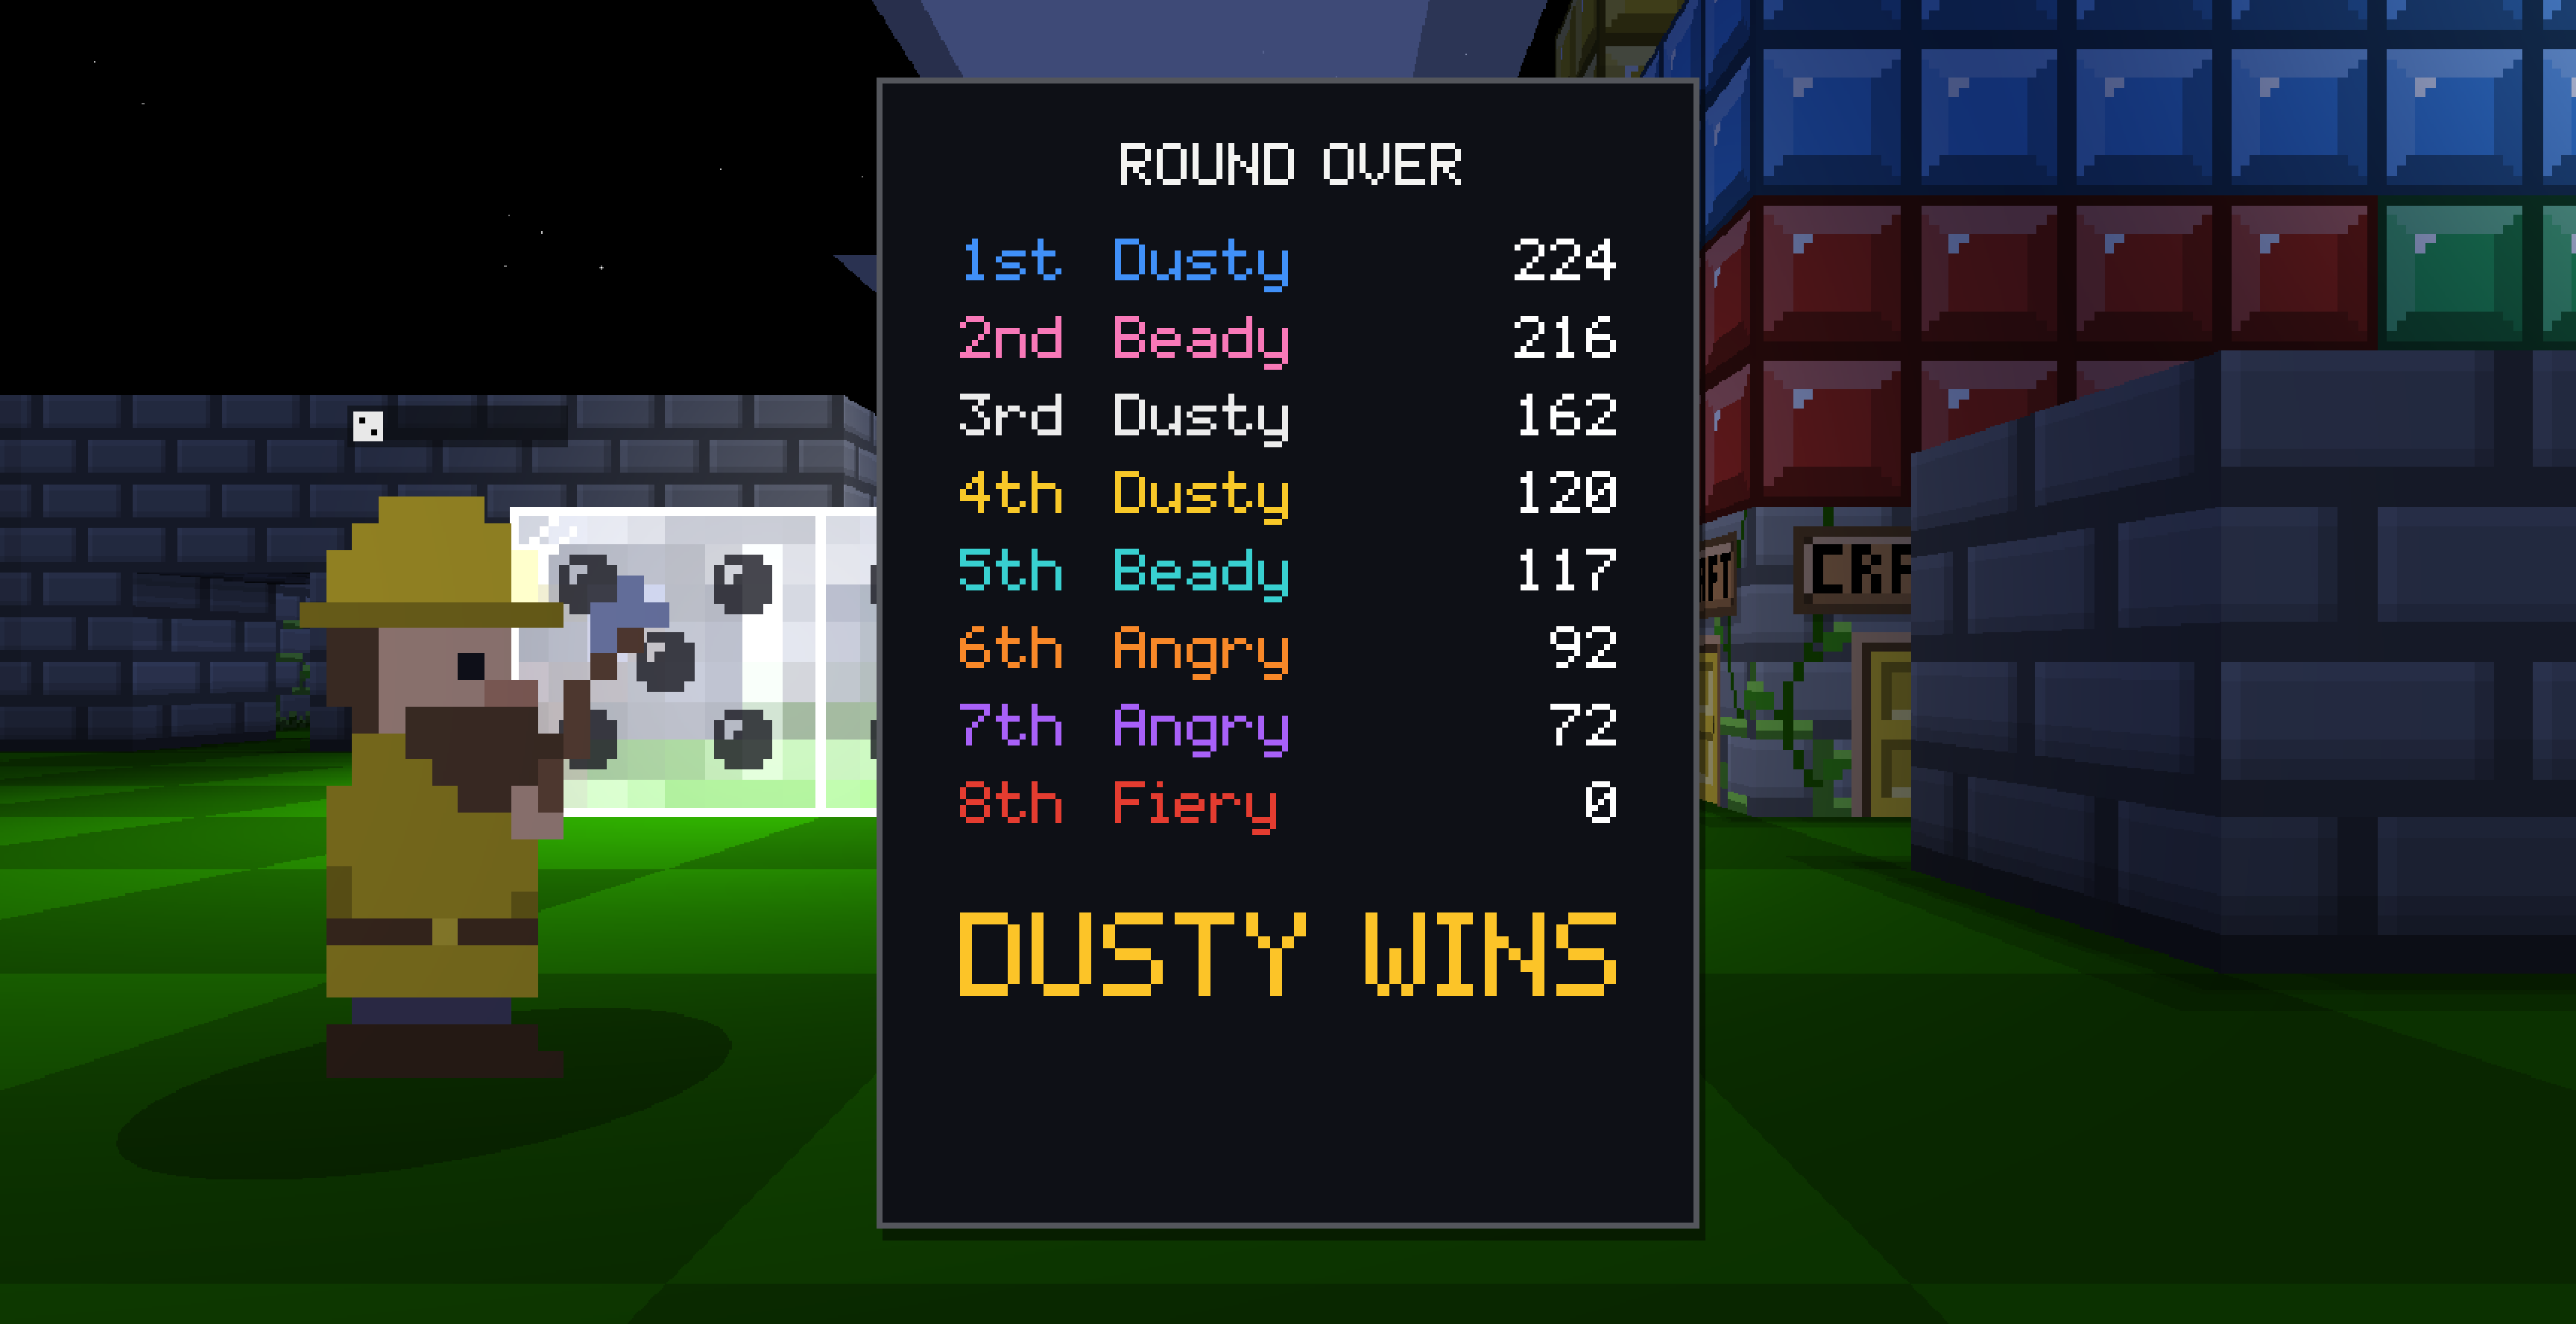 ROUND OVER
1st Dusty 224
2nd Beady 216
3rd Dusty 162
4th Dusty 120
5th Beady 117
6th Angry 92
7th Angry 72
8th Fiery 0
DUSTY WINS